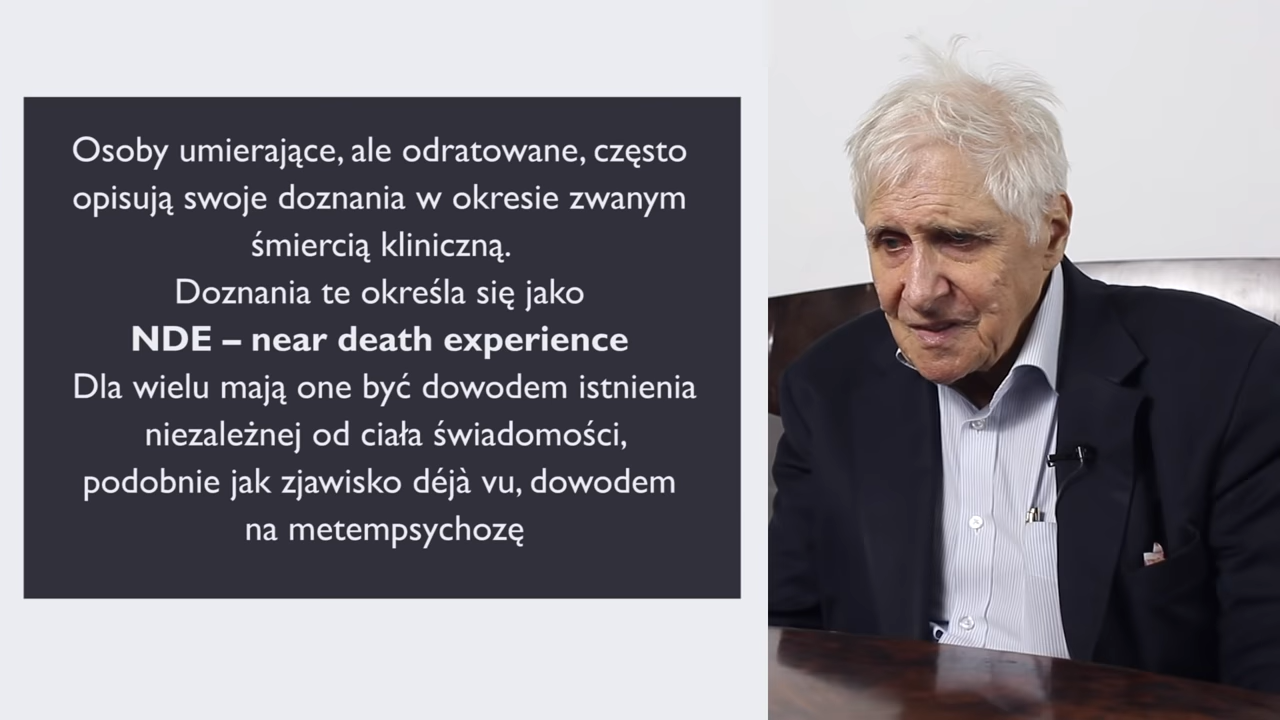 Osoby umierające, ale odratowane, często
opisują swoje doznania w okresie zwanym
śmiercią kliniczną.
Doznania te określa się jako
NDE – near death experience
Dla wielu mają one być dowodem istnienia
niezależnej od ciała świadomości,
podobnie jak zjawisko déjà vu, dowodem
na metempsychozę